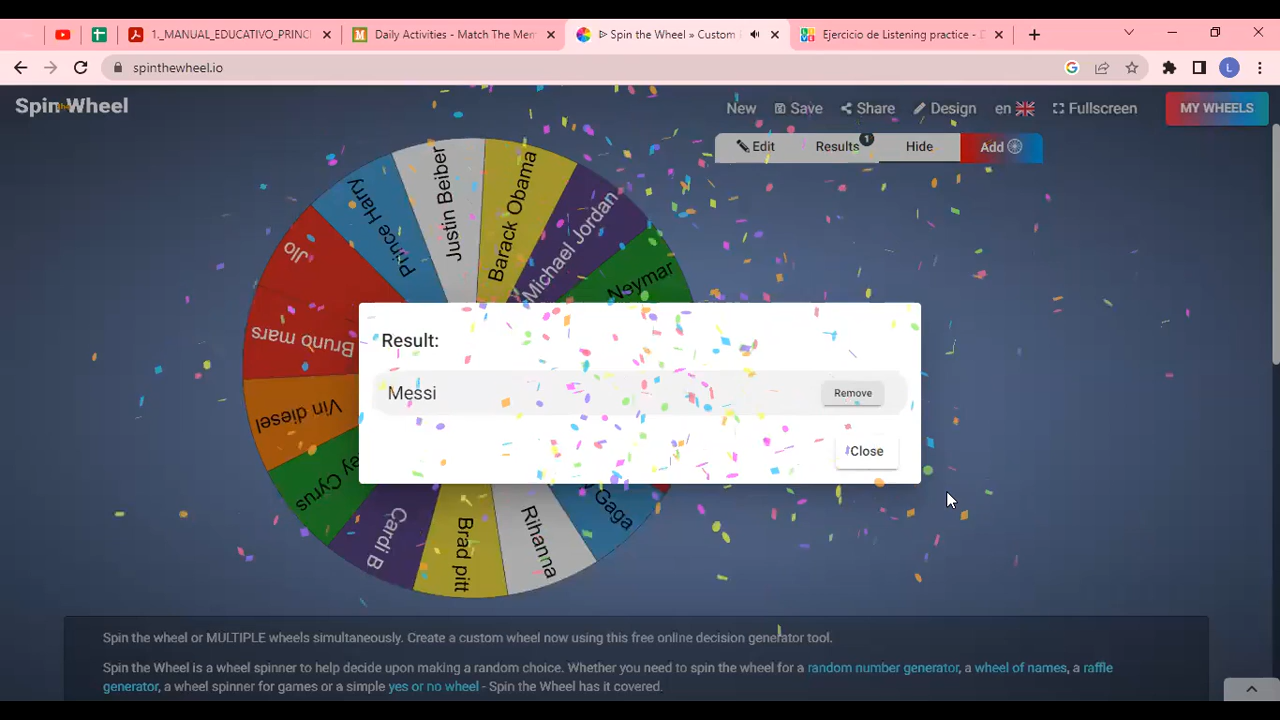 1._MANUAL_EDUCATIVO_PRINCI
Daily Activities - Match The Mem
▷ Spin the Wheel » Custom
Ejercicio de Listening practice - D
spinthewheel.io
L
Spin the Wheel
New
Save
Share
Design
en
Fullscreen
MY WHEELS
Edit
Results 1
Hide
Add
Prince Harry
Justin Beiber
Barack Obama
Michael Jordan
Neymar
Jlo
Bruno mars
Vin diesel
ey Cyrus
Cardi B
Brad pitt
Rihanna
Gaga
Result:
Messi
Remove
Close
Spin the wheel or MULTIPLE wheels simultaneously. Create a custom wheel now using this free online decision generator tool.
Spin the Wheel is a wheel spinner to help decide upon making a random choice. Whether you need to spin the wheel for a random number generator, a wheel of names, a raffle
generator, a wheel spinner for games or a simple yes or no wheel - Spin the Wheel has it covered.